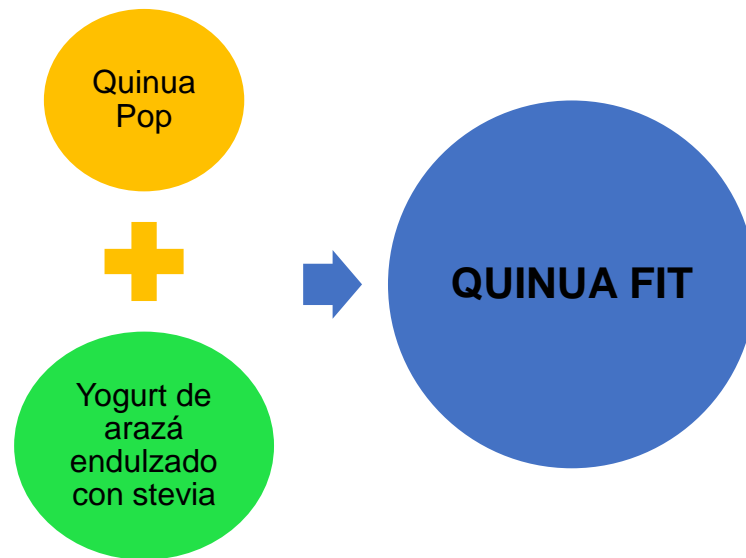 Quinua
Pop
QUINUA FIT
Yogurt de
arazá
endulzado
con stevia